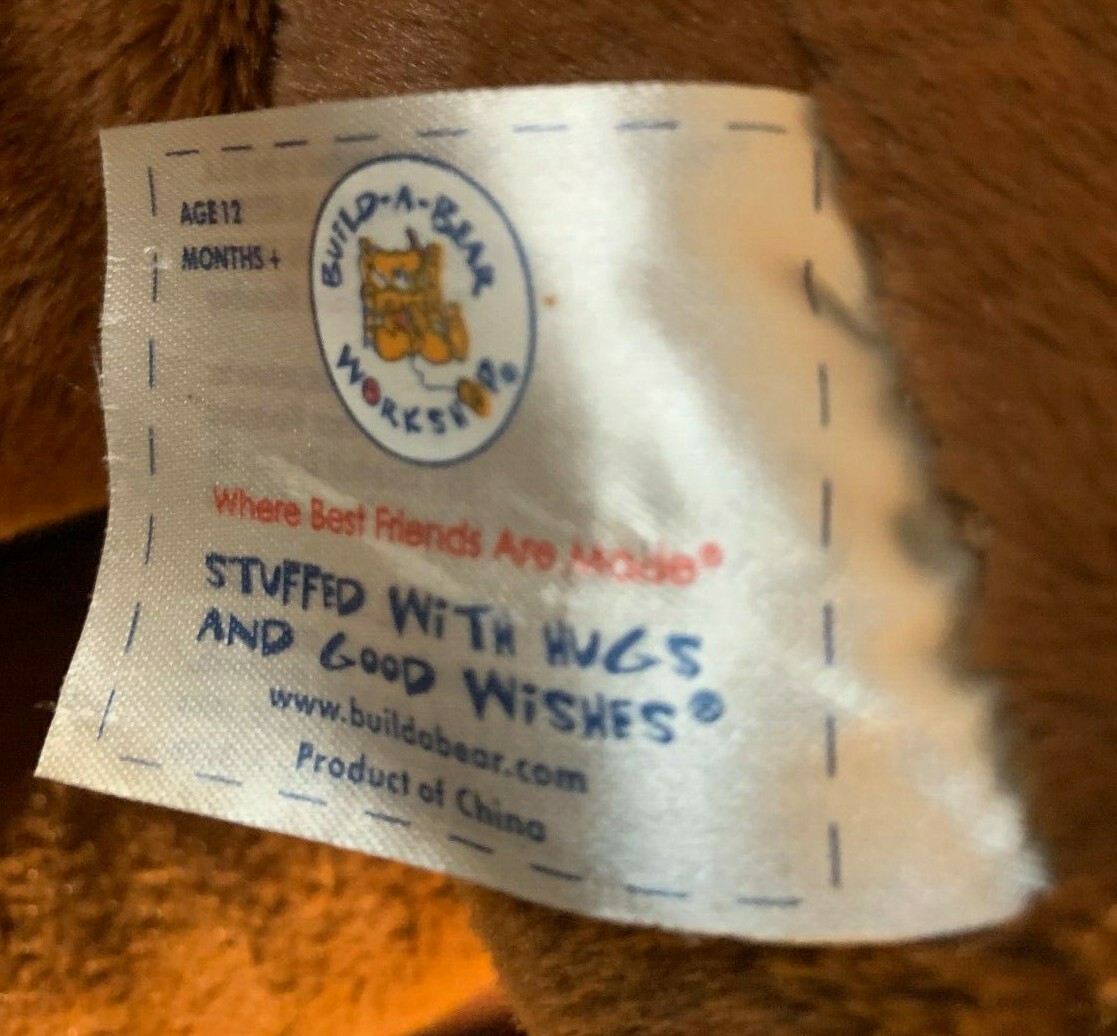 AGE 12
MONTHS +
BUiLD-A-BEAR
WORKSHOP®
Where Best Friends Are Made®
STUFFED WiTH HUGS
AND GOOD WiSHES®
www.buildabear.com
Product of China